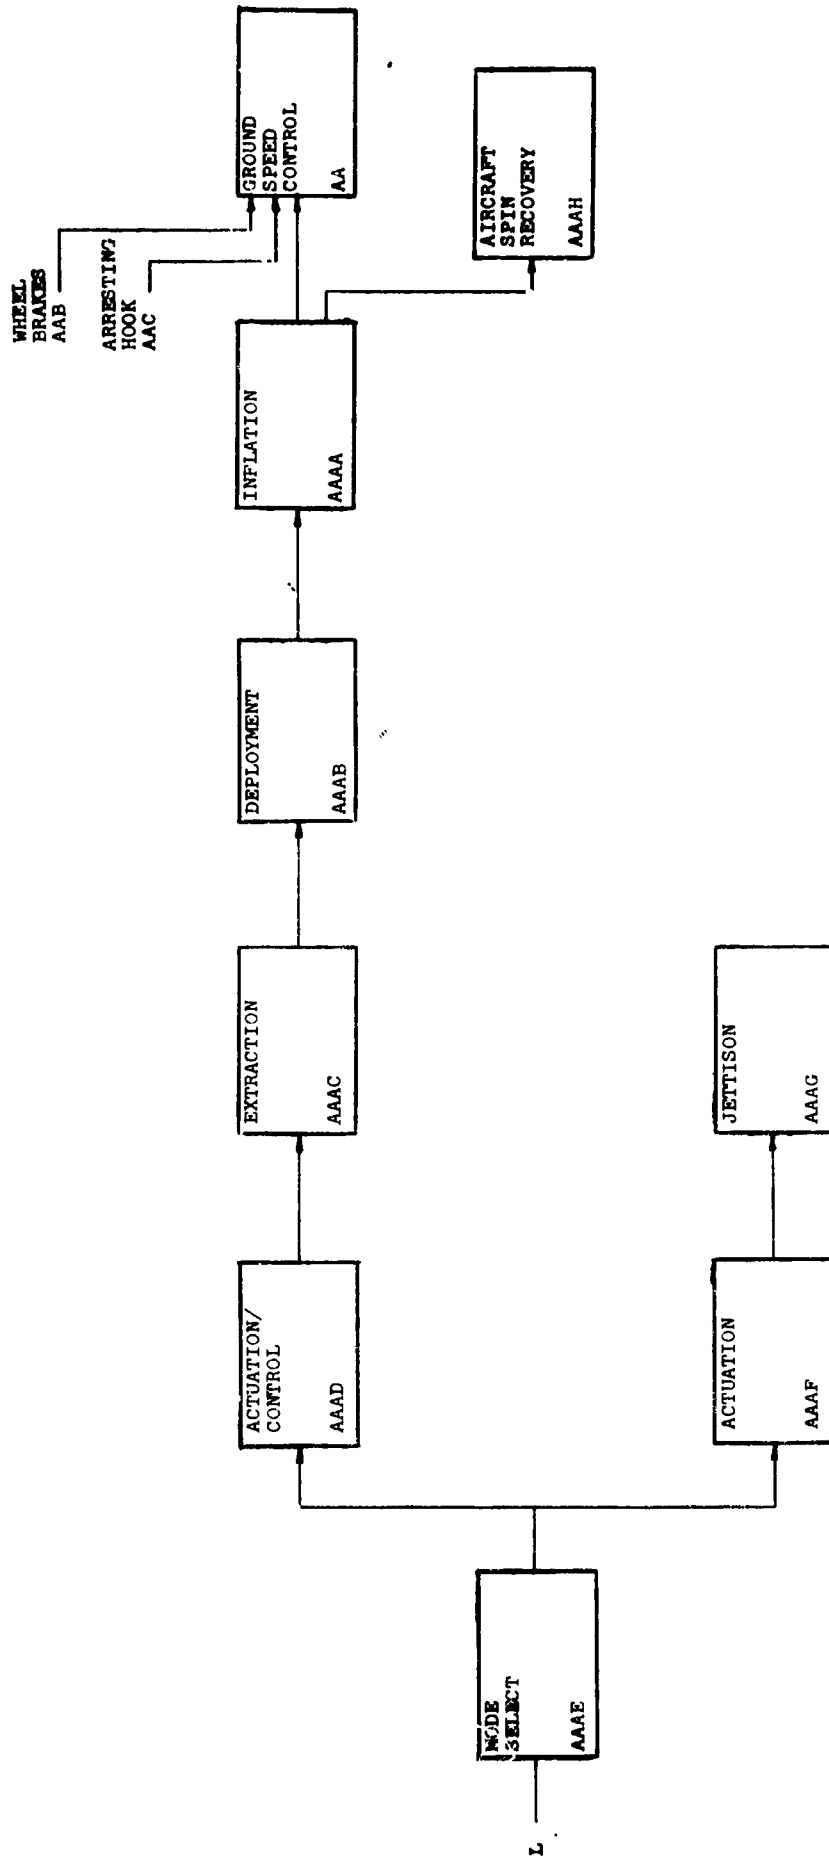 L
MODE
SELECT
AAAE
ACTUATION/
CONTROL
AAAD
EXTRACTION
AAAC
DEPLOYMENT
AAAB
INFLATION
AAAA
WHEEL
BRAKES
AAB
ARRESTING
HOOK
AAC
GROUND
SPEED
CONTROL
AA
AIRCRAFT
SPIN
RECOVERY
AAAH
ACTUATION
AAAF
JETTISON
AAAG